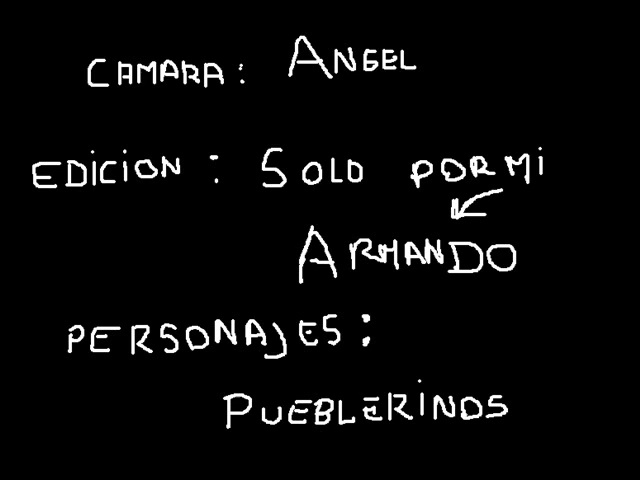 CAMARA: ANGEL
EDICION: SOLO POR MI
ARMANDO
PERSONAJES:
PUEBLERINOS